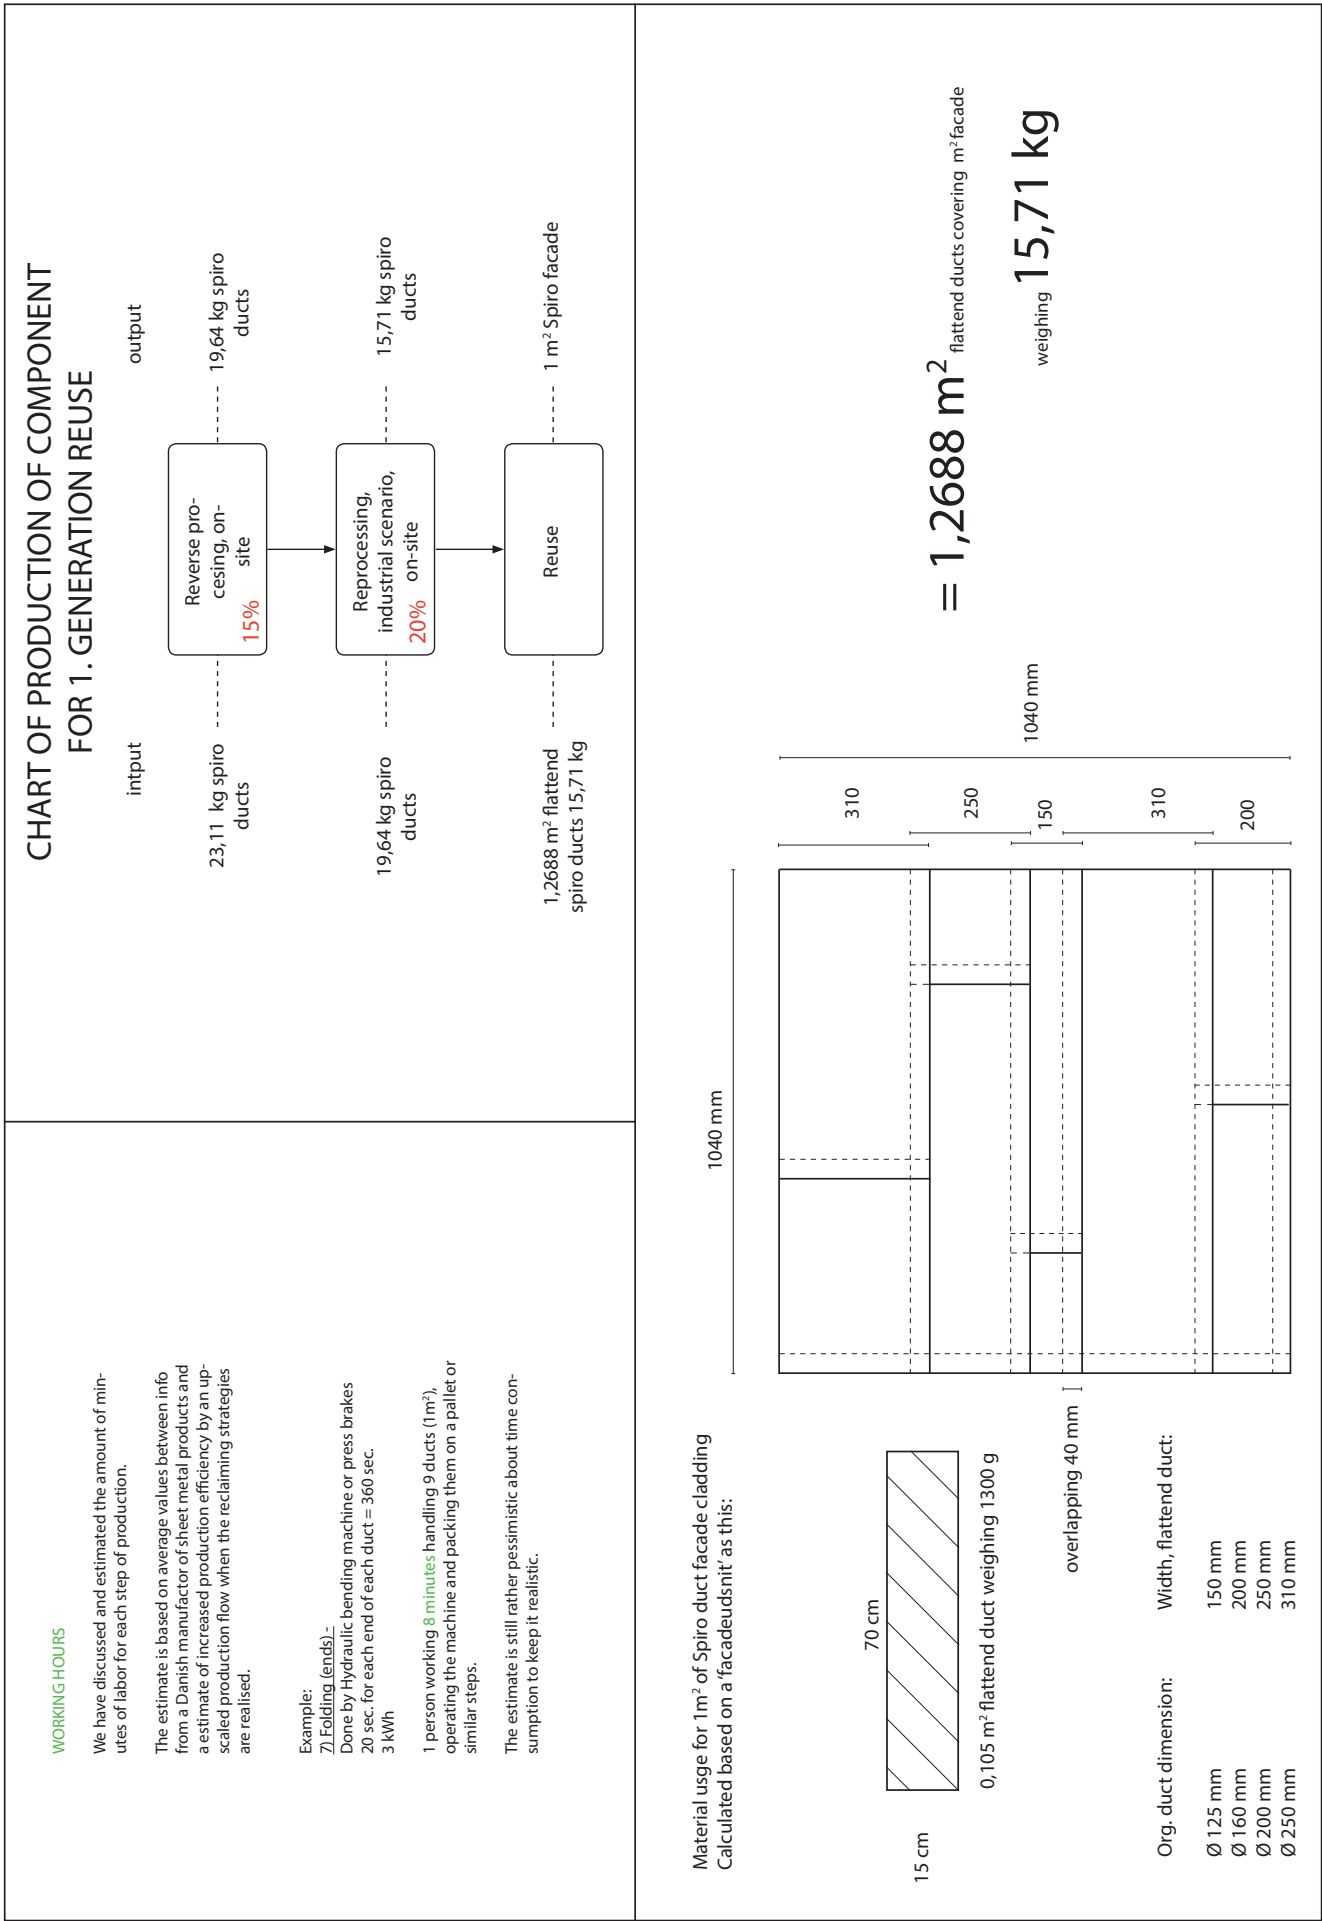 WORKING HOURS
We have discussed and estimated the amount of min-
utes of labor for each step of production.
The estimate is based on average values between info
from a Danish manufactor of sheet metal products and
a estimate of increased production efficiency by an up-
scaled production flow when the reclaiming strategies
are realised.
Example:
7) Folding (ends) -
Done by Hydraulic bending machine or press brakes
20 sec. for each end of each duct = 360 sec.
3 kWh
1 person working 8 minutes handling 9 ducts (1m²),
operating the machine and packing them on a pallet or
similar steps.
The estimate is still rather pessimistic about time con-
sumption to keep it realistic.
CHART OF PRODUCTION OF COMPONENT
FOR 1. GENERATION REUSE
intput
output
23,11 kg spiro
ducts
Reverse pro-
cesing, on-
site
15%
19,64 kg spiro
ducts
19,64 kg spiro
ducts
Reprocessing,
industrial scenario,
on-site
20%
15,71 kg spiro
ducts
1,2688 m² flattend
spiro ducts 15,71 kg
Reuse
1 m² Spiro facade
Material usge for 1m² of Spiro duct facade cladding
Calculated based on a 'facadeudsnit' as this:
70 cm
15 cm
0,105 m² flattend duct weighing 1300 g
overlapping 40 mm
Org. duct dimension:
Ø 125 mm
Ø 160 mm
Ø 200 mm
Ø 250 mm
Width, flattend duct:
150 mm
200 mm
250 mm
310 mm
1040 mm
310
250
150
310
200
1040 mm
= 1,2688 m² flattend ducts covering m² facade
weighing 15,71 kg